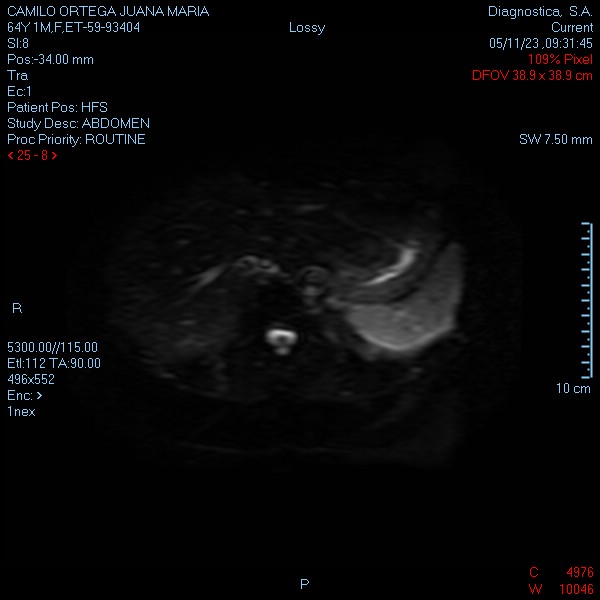 CAMILO ORTEGA JUANA MARIA
64Y 1M,F,ET-59-93404
Sl:8
Pos:-34.00 mm
Tra
Ec:1
Patient Pos: HFS
Study Desc: ABDOMEN
Proc Priority: ROUTINE
< 25 - 8 >
Lossy
Diagnostica, S.A.
Current
05/11/23 ,09:31:45
109% Pixel
DFOV 38.9 x 38.9 cm
SW 7.50 mm
R
5300.00//115.00
Etl:112 TA:90.00
496x552
Enc: >
1nex
10 cm
P
C 4976
W 10046